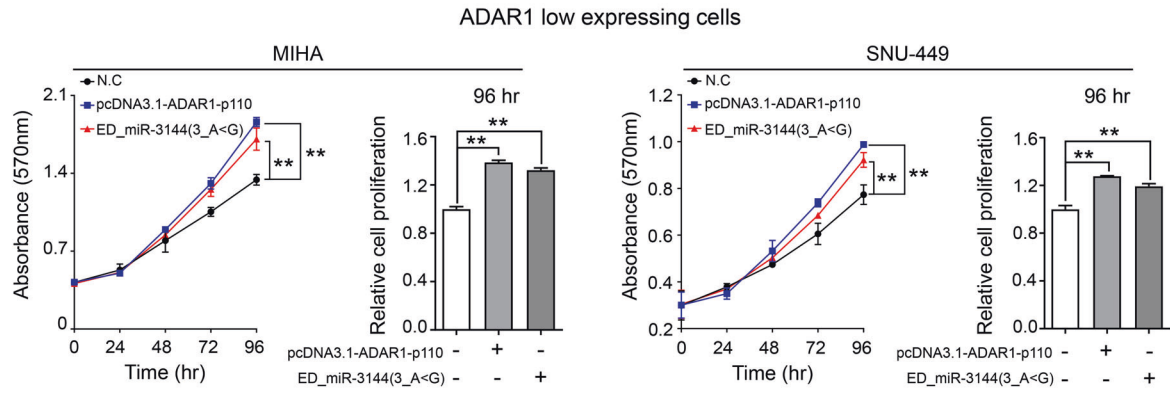 ADAR1 low expressing cells
MIHA
N.C
pcDNA3.1-ADAR1-p110
ED_miR-3144(3_A<G)
Absorbance (570nm)
2.1
1.4
0.7
0
0 24 48 72 96
Time (hr)
**
**
96 hr
Relative cell proliferation
1.6
1.2
0.8
0.4
0.0
**
**
pcDNA3.1-ADAR1-p110 - + -
ED_miR-3144(3_A<G) - - +
SNU-449
N.C
pcDNA3.1-ADAR1-p110
ED_miR-3144(3_A<G)
Absorbance (570nm)
1.2
1.0
0.8
0.6
0.4
0.2
0 24 48 72 96
Time (hr)
**
**
96 hr
Relative cell proliferation
1.6
1.2
0.8
0.4
0.0
**
**
pcDNA3.1-ADAR1-p110 - + -
ED_miR-3144(3_A<G) - - +